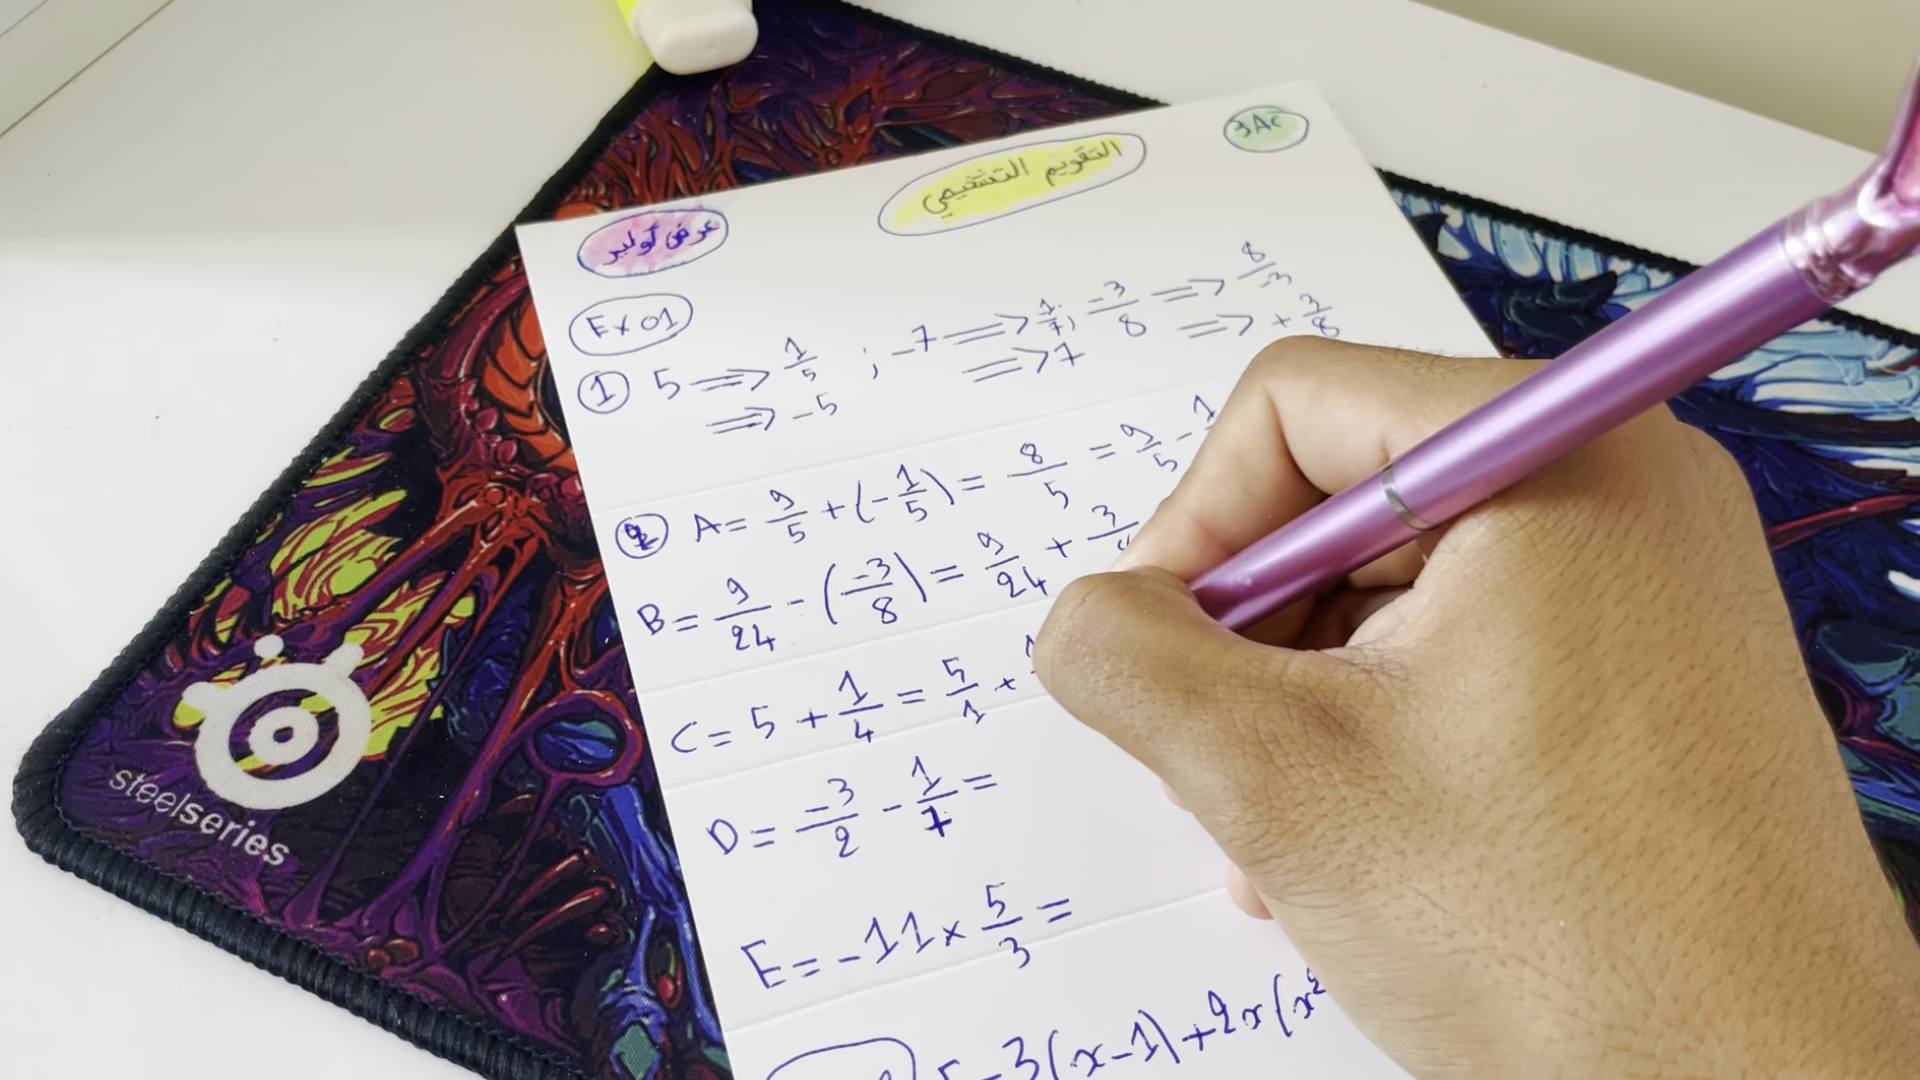 3AC
التقويم التشخيصي
عرض توليد
Ex 01
① 5 ⟹ 1/5 ; -7 ⟹ 1/7 ; -3/8 ⟹ 8/-3
⟹ -5 ⟹ 7 ⟹ + 3/8
② A = 9/5 + (-1/5) = 8/5 = 9/5 - 1
B = 9/24 - (-3/8) = 9/24 + 3/
C = 5 + 1/4 = 5/1 +
D = -3/2 - 1/7 =
E = -11 × 5/3 =
-3(x-1)+2x(x²
steelseries